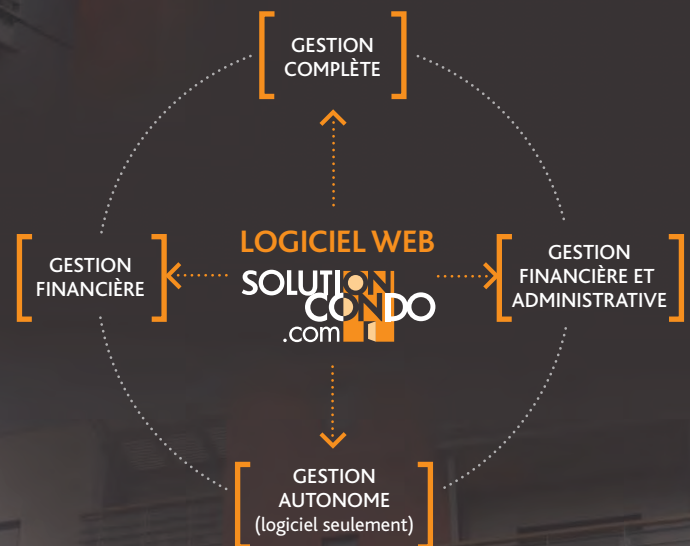 GESTION
COMPLÈTE
LOGICIEL WEB
GESTION
FINANCIÈRE
SOLUTION
CONDO
.com
GESTION
FINANCIÈRE ET
ADMINISTRATIVE
GESTION
AUTONOME
(logiciel seulement)